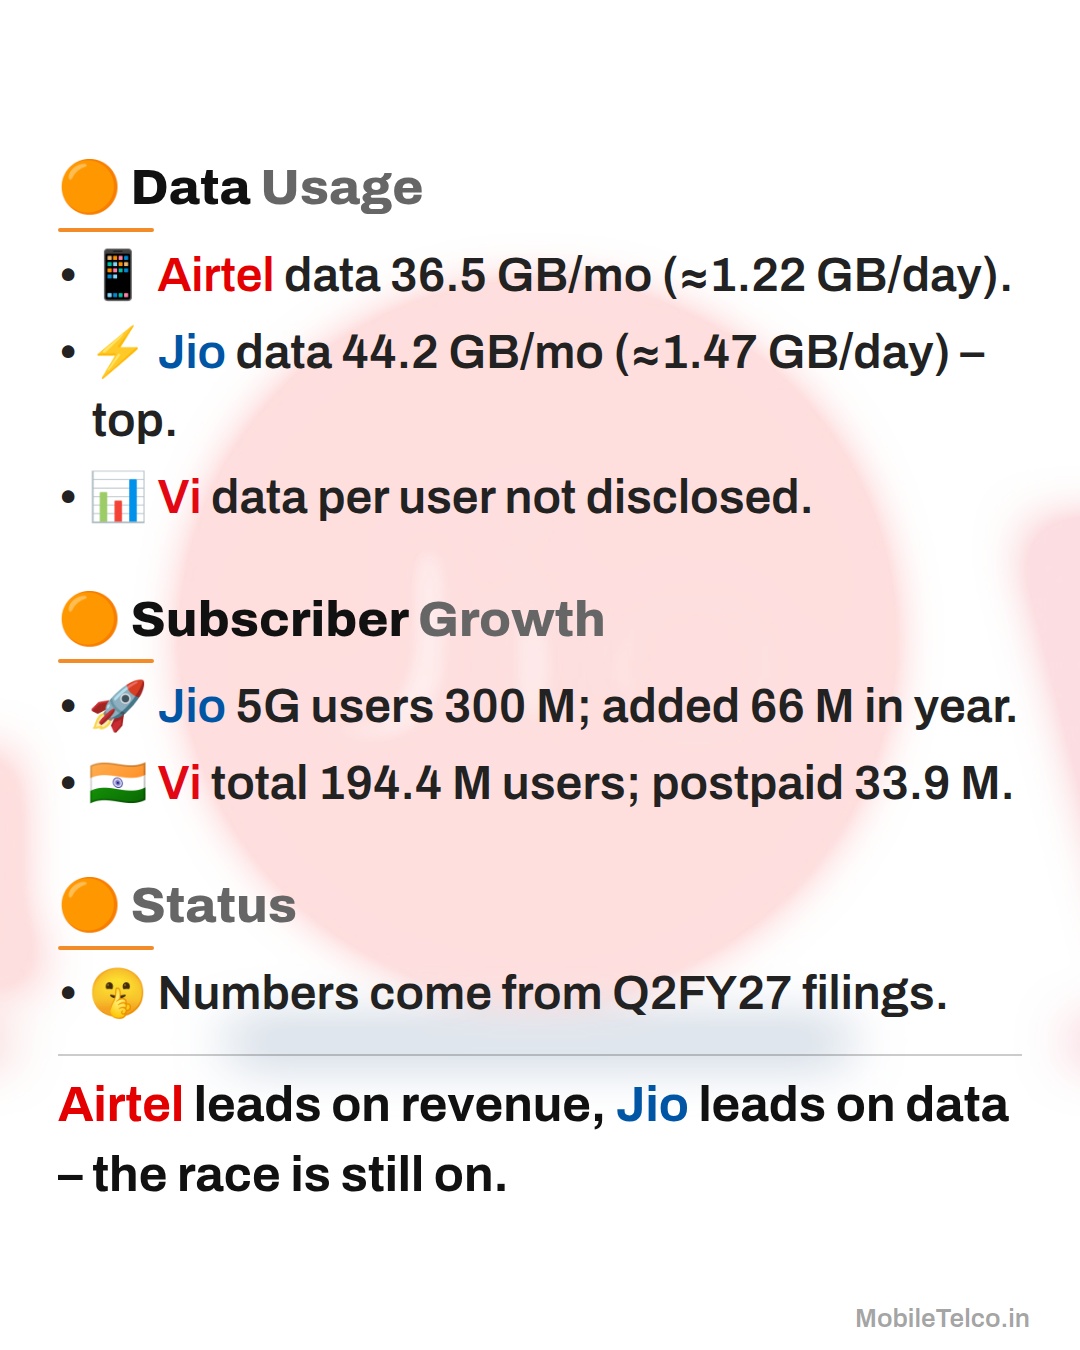 🟠 Data Usage
• 📱 Airtel data 36.5 GB/mo (≈1.22 GB/day).
• ⚡ Jio data 44.2 GB/mo (≈1.47 GB/day) –
top.
• 📊 Vi data per user not disclosed.
🟠 Subscriber Growth
• 🚀 Jio 5G users 300 M; added 66 M in year.
• 🇮🇳 Vi total 194.4 M users; postpaid 33.9 M.
🟠 Status
• 🤫 Numbers come from Q2FY27 filings.
Airtel leads on revenue, Jio leads on data
– the race is still on.
MobileTelco.in